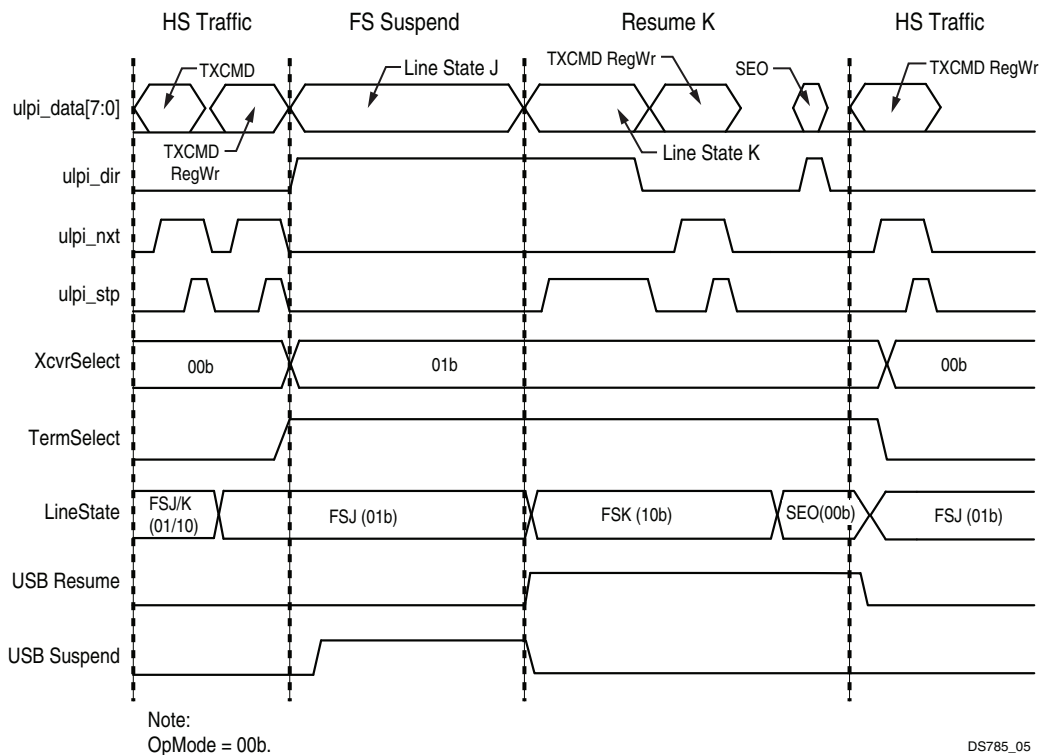 HS Traffic FS Suspend Resume K HS Traffic
TXCMD Line State J TXCMD RegWr SEO TXCMD RegWr
ulpi_data[7:0]
TXCMD RegWr Line State K
ulpi_dir
ulpi_nxt
ulpi_stp
XcvrSelect 00b 01b 00b
TermSelect
LineState FSJ/K (01/10) FSJ (01b) FSK (10b) SEO(00b) FSJ (01b)
USB Resume
USB Suspend
Note:
OpMode = 00b.
DS785_05